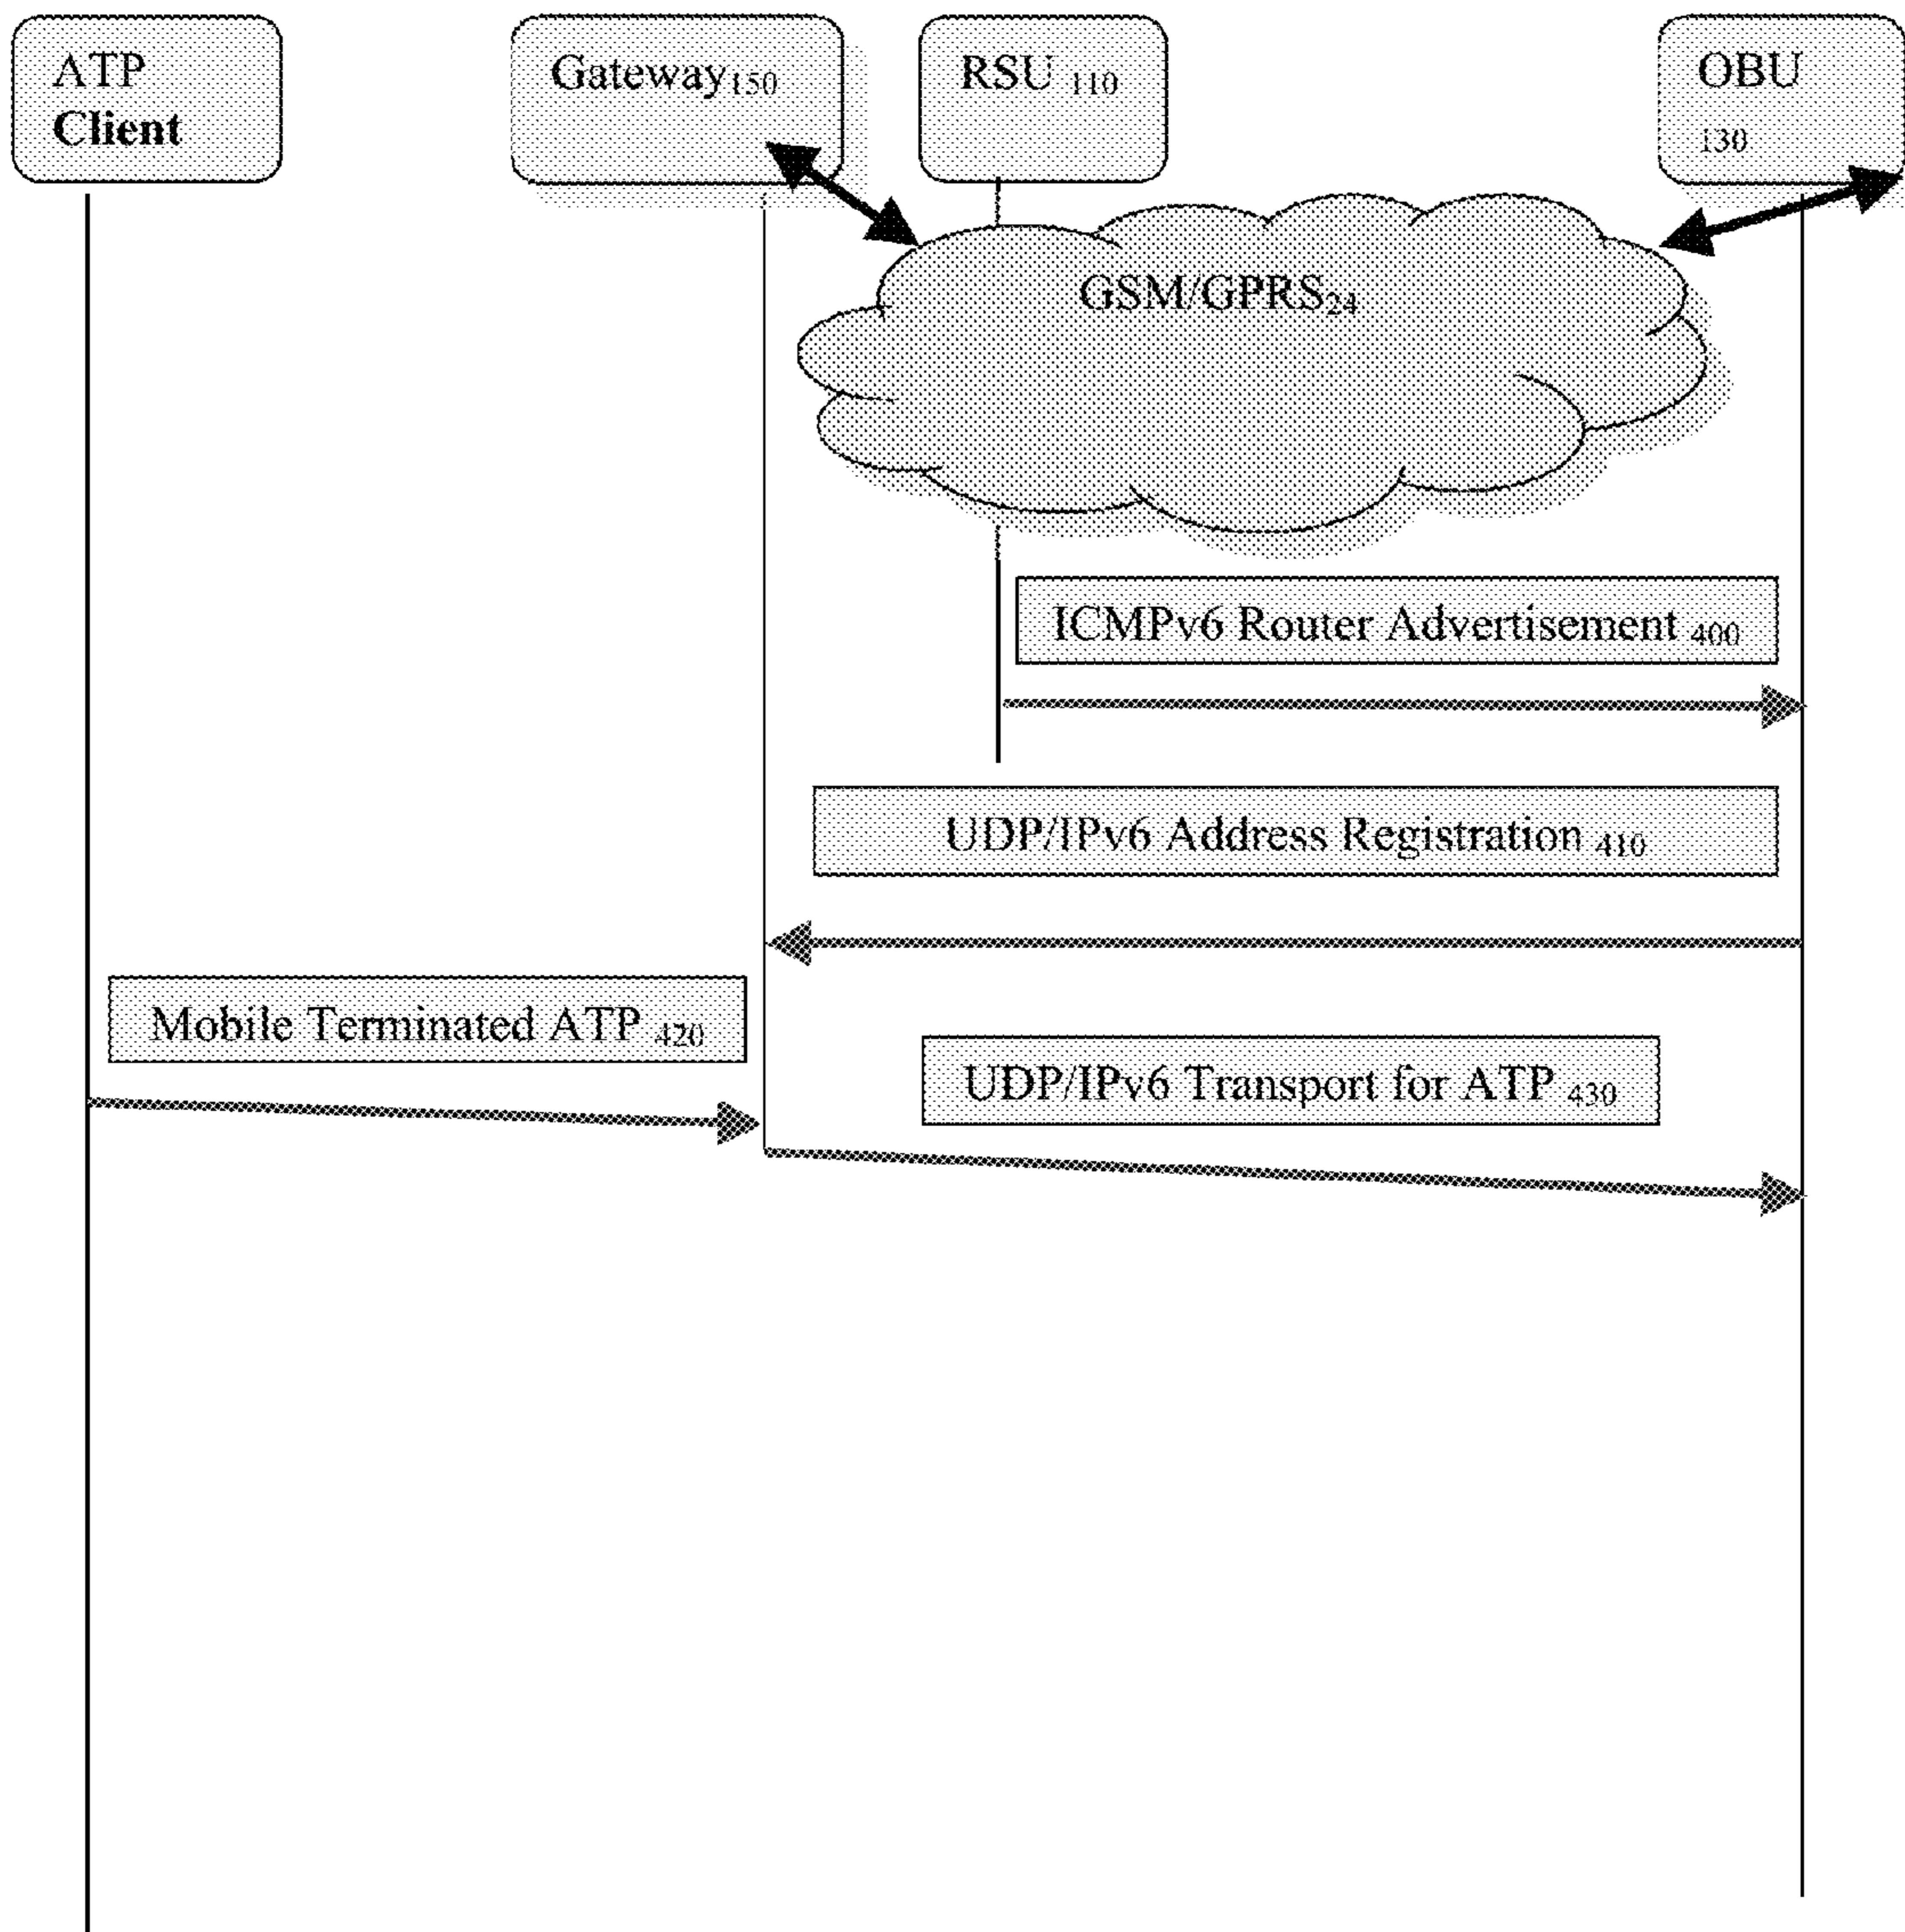 ATP
Client
Gateway150
RSU 110
OBU
130
GSM/GPRS24
ICMPv6 Router Advertisement 400
UDP/IPv6 Address Registration 410
Mobile Terminated ATP 420
UDP/IPv6 Transport for ATP 430